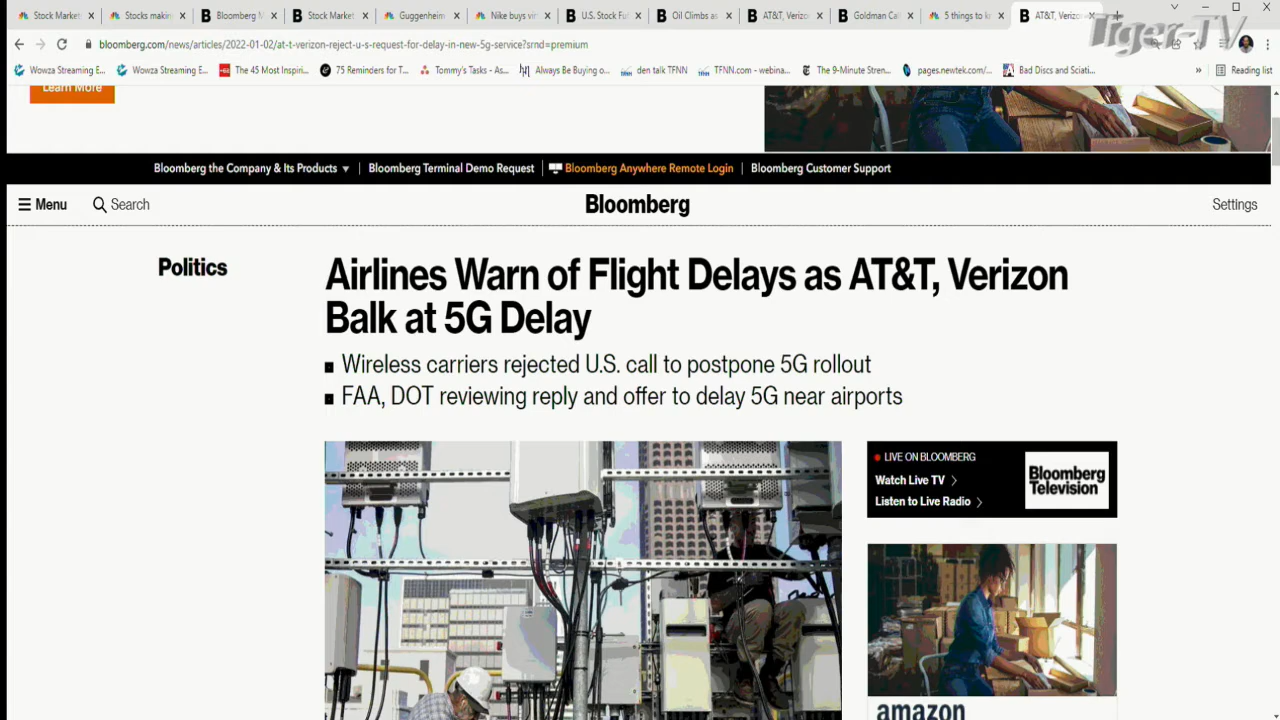 Stock Market
Stocks makin
Bloomberg M
Stock Market
Guggenheim
Nike buys vir
U.S. Stock Fu
Oil Climbs as
AT&T, Verizo
Goldman Ca
5 things to k
AT&T, Verizon
Tiger-TV
bloomberg.com/news/articles/2022-01-02/at-t-verizon-reject-u-s-request-for-delay-in-new-5g-service?srnd=premium
Wowza Streaming E...
Wowza Streaming E...
The 45 Most Inspiri...
75 Reminders for T...
Tommy's Tasks - As...
Always Be Buying o...
den talk TFNN
TFNN.com - webina...
The 9-Minute Stren...
pages.newtek.com/...
Bad Discs and Sciati...
»
Reading list
Learn More
Bloomberg the Company & Its Products
Bloomberg Terminal Demo Request
Bloomberg Anywhere Remote Login
Bloomberg Customer Support
Menu
Search
Bloomberg
Settings
Politics
Airlines Warn of Flight Delays as AT&T, Verizon
Balk at 5G Delay
Wireless carriers rejected U.S. call to postpone 5G rollout
FAA, DOT reviewing reply and offer to delay 5G near airports
LIVE ON BLOOMBERG
Watch Live TV
Listen to Live Radio
Bloomberg
Television
amazon